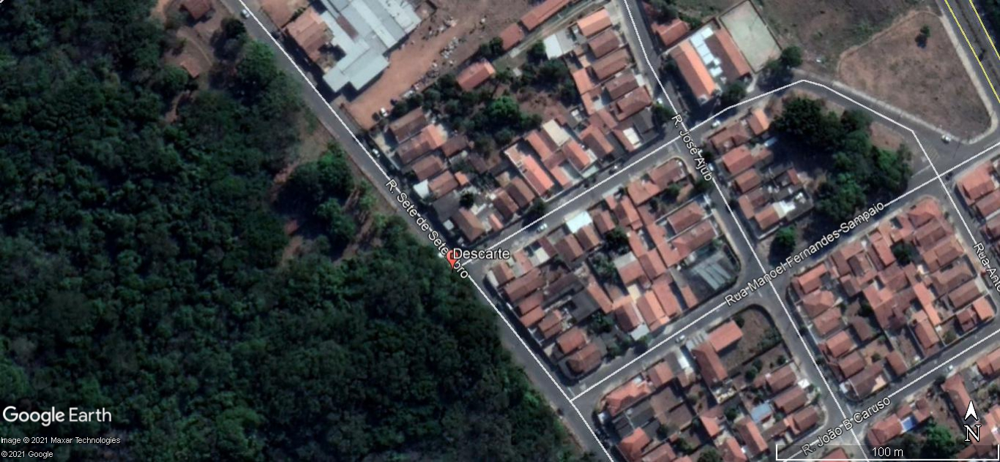 R. José Ajub
R. Sete de Setembro
Descarte
Rua Manoel Fernandes Sampaio
R. João B Caruso
Google Earth
Image © 2021 Maxar Technologies
© 2021 Google
N
100 m